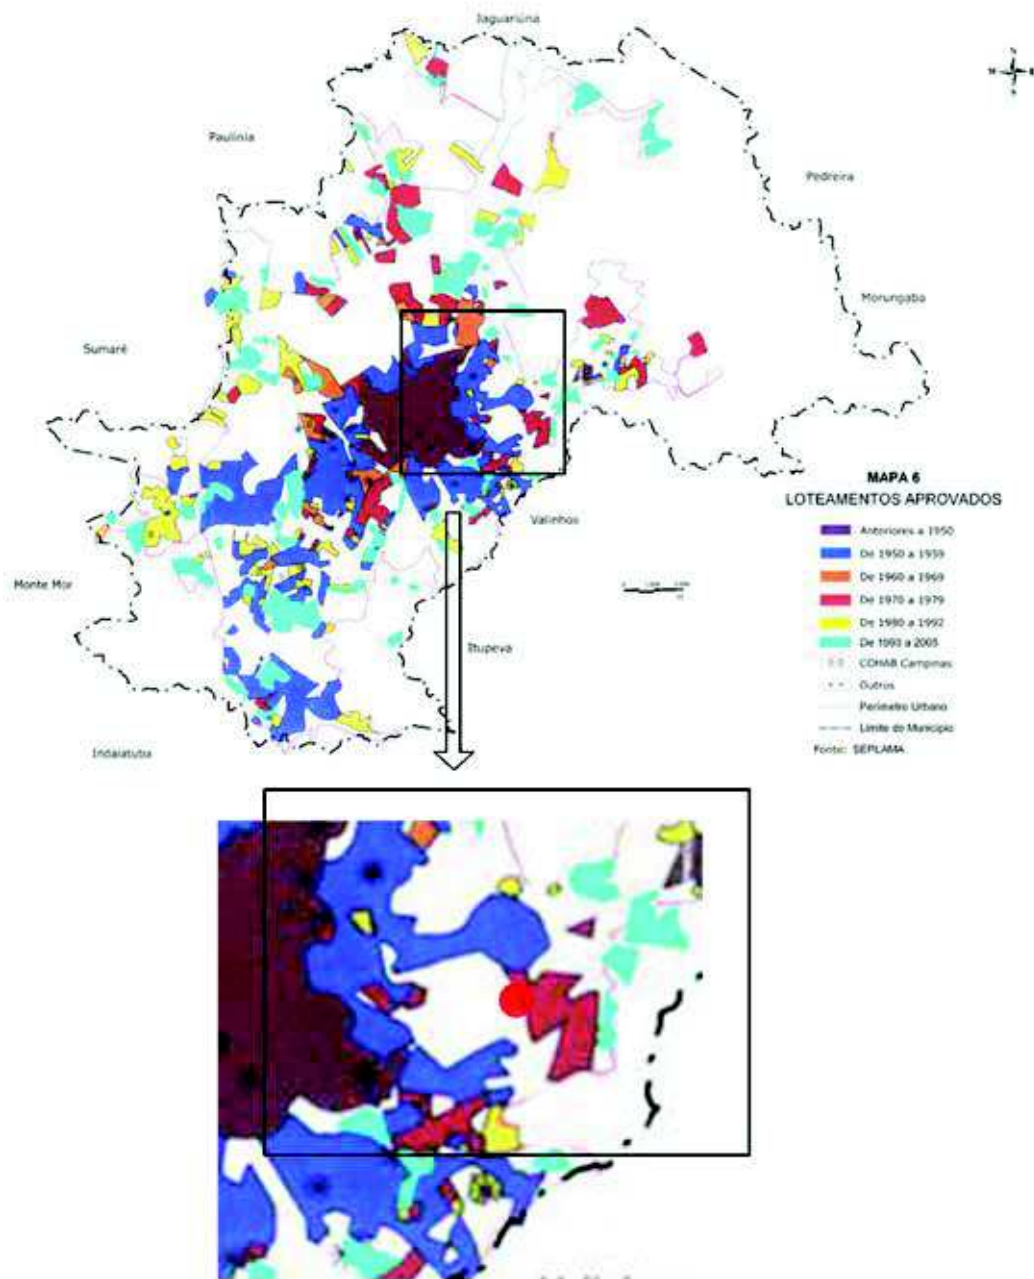 Jaguariúna
Paulínia
Pedreira
Morungaba
Sumaré
MAPA 6
LOTEAMENTOS APROVADOS
Valinhos
Anteriores a 1950
De 1950 a 1959
Monte Mor
De 1960 a 1969
De 1970 a 1979
De 1980 a 1992
De 1993 a 2005
Itupeva
COHAB Campinas
Outros
Perímetro Urbano
Limite do Município
Indaiatuba
Fonte: SEPLAMA